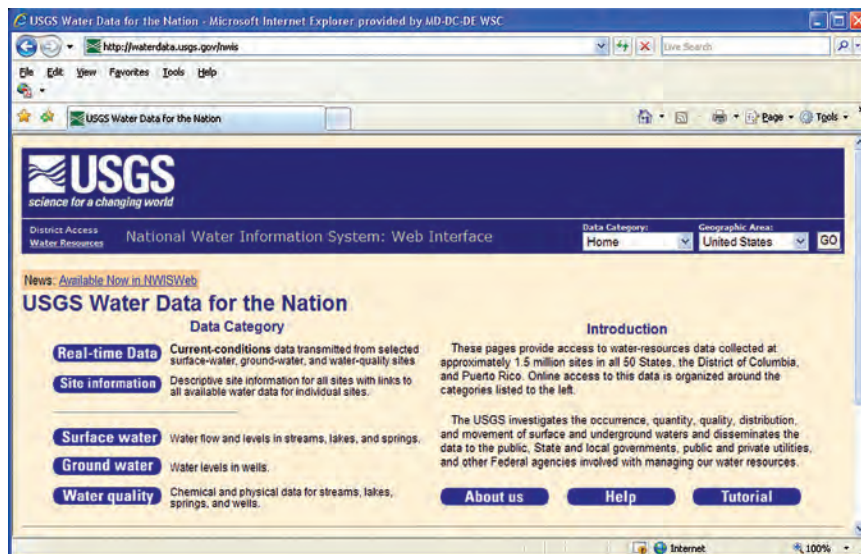 USGS Water Data for the Nation - Microsoft Internet Explorer provided by MD-DC-DE WSC
http://waterdata.usgs.gov/nwis
Live Search
File Edit View Favorites Tools Help
USGS Water Data for the Nation
Page Tools
USGS
science for a changing world
District Access
Water Resources
National Water Information System: Web Interface
Data Category:
Home
Geographic Area:
United States
GO
News: Available Now in NWISWeb
USGS Water Data for the Nation
Data Category
Real-time Data
Current-conditions data transmitted from selected
surface-water, ground-water, and water-quality sites
Site information
Descriptive site information for all sites with links to
all available water data for individual sites.
Surface water
Water flow and levels in streams, lakes, and springs.
Ground water
Water levels in wells.
Water quality
Chemical and physical data for streams, lakes,
springs, and wells.
Introduction
These pages provide access to water-resources data collected at
approximately 1.5 million sites in all 50 States, the District of Columbia,
and Puerto Rico. Online access to this data is organized around the
categories listed to the left.
The USGS investigates the occurrence, quantity, quality, distribution,
and movement of surface and underground waters and disseminates the
data to the public, State and local governments, public and private utilities,
and other Federal agencies involved with managing our water resources.
About us
Help
Tutorial
Internet
100%